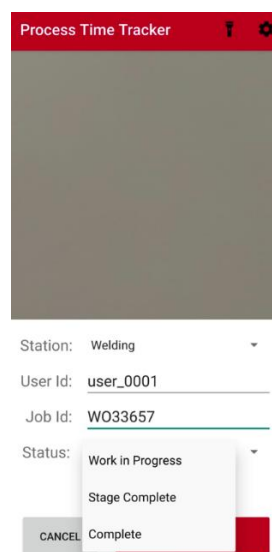 Process Time Tracker
Station: Welding
User Id: user_0001
Job Id: WO33657
Status:
Work in Progress
Stage Complete
CANCEL Complete